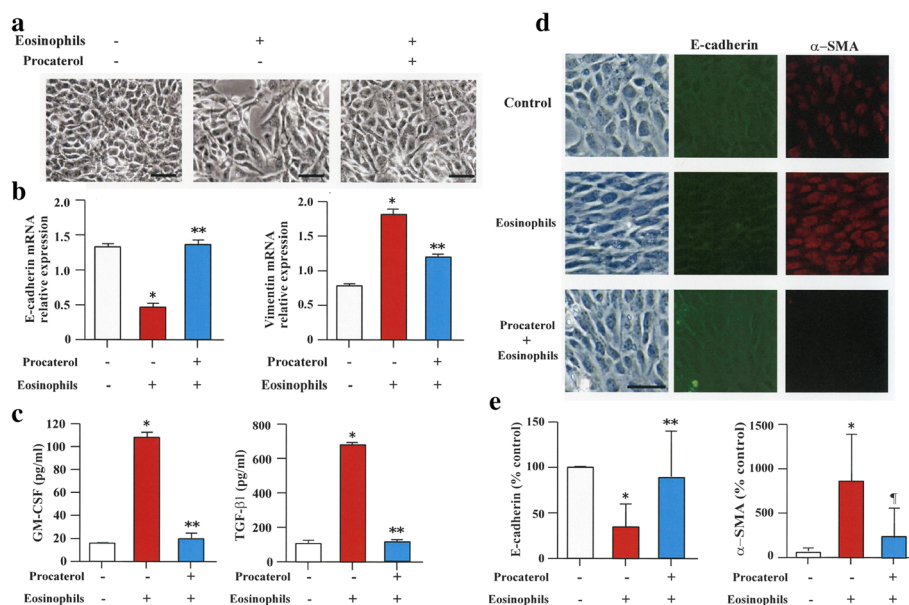 a
Eosinophils - + +
Procaterol - - +
b
E-cadherin mRNA
relative expression
2.0
1.5
1.0
0.5
0
*
**
Procaterol - - +
Eosinophils - + +
Vimentin mRNA
relative expression
2.0
1.5
1.0
0.5
0
*
**
Procaterol - - +
Eosinophils - + +
c
GM-CSF
(pg/ml)
120
100
80
60
40
20
0
*
**
Procaterol - - +
Eosinophils - + +
TGF-β1
(pg/ml)
800
600
400
200
0
*
**
Procaterol - - +
Eosinophils - + +
d
E-cadherin α–SMA
Control
Eosinophils
Procaterol
+
Eosinophils
e
E-cadherin (% control)
150
100
50
0
*
**
Procaterol - - +
Eosinophils - + +
α–SMA (% control)
1500
1000
500
0
*
¶
Procaterol - - +
Eosinophils - + +